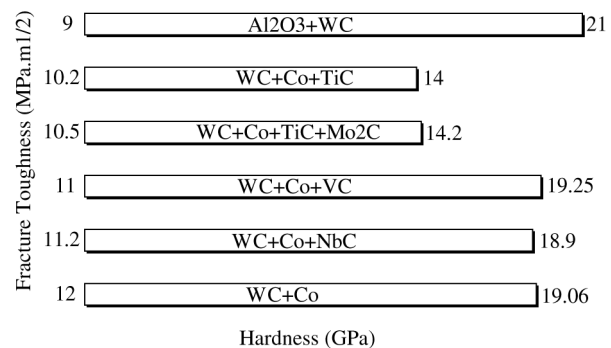 Fracture Toughness (MPa.m1/2)
9 Al2O3+WC 21
10.2 WC+Co+TiC 14
10.5 WC+Co+TiC+Mo2C 14.2
11 WC+Co+VC 19.25
11.2 WC+Co+NbC 18.9
12 WC+Co 19.06
Hardness (GPa)